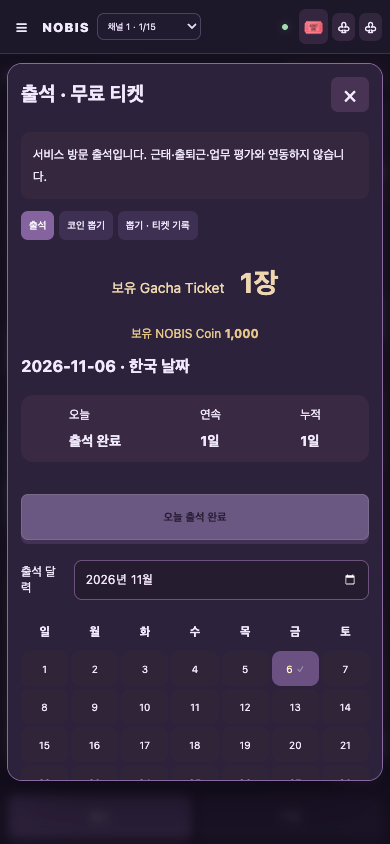 NOBIS 채널 1 · 1/15
출석 · 무료 티켓
×
서비스 방문 출석입니다. 근태·출퇴근·업무 평가와 연동하지 않습니
다.
출석 코인 뽑기 뽑기 · 티켓 기록
보유 Gacha Ticket 1장
보유 NOBIS Coin 1,000
2026-11-06 · 한국 날짜
오늘 연속 누적
출석 완료 1일 1일
오늘 출석 완료
출석 달
력
2026년 11월
일 월 화 수 목 금 토
1 2 3 4 5 6 ✓ 7
8 9 10 11 12 13 14
15 16 17 18 19 20 21